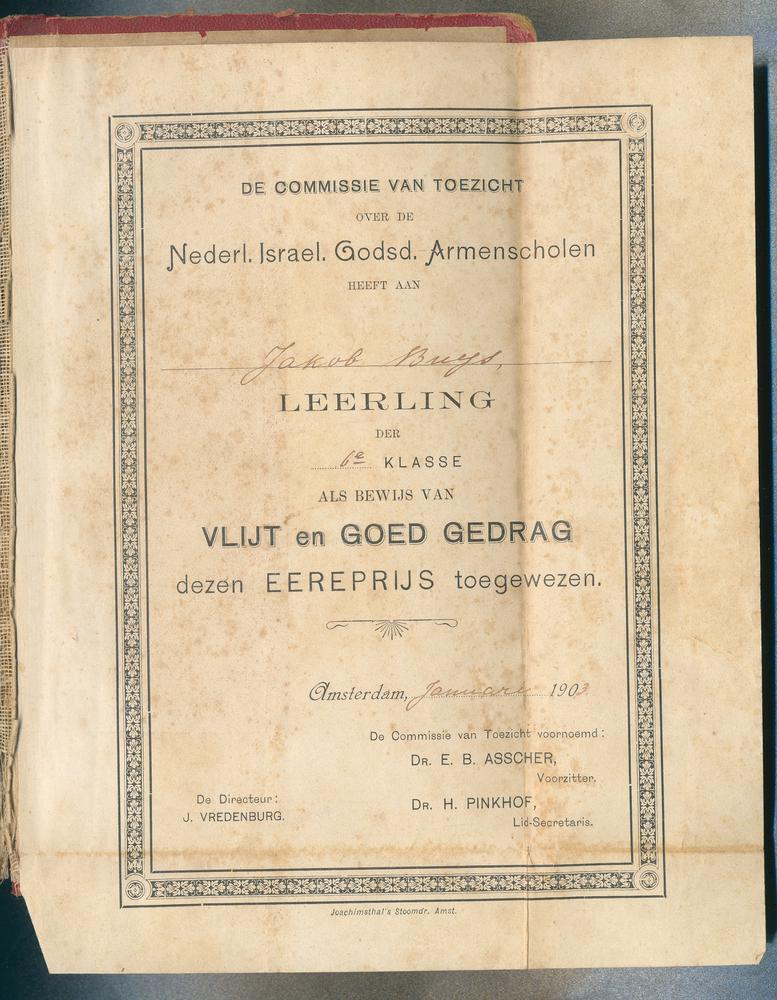 DE COMMISSIE VAN TOEZICHT
OVER DE
Nederl. Israel. Godsd. Armenscholen
HEEFT AAN
Jakob Buys,
LEERLING
DER
6e KLASSE
ALS BEWIJS VAN
VLIJT en GOED GEDRAG
dezen EEREPRIJS toegewezen.
Amsterdam, Januari 1903
De Commissie van Toezicht voornoemd:
DR. E. B. ASSCHER,
Voorzitter.
De Directeur:
J. VREDENBURG.
DR. H. PINKHOF,
Lid-Secretaris.
Joachimsthal's Stoomdr. Amst.